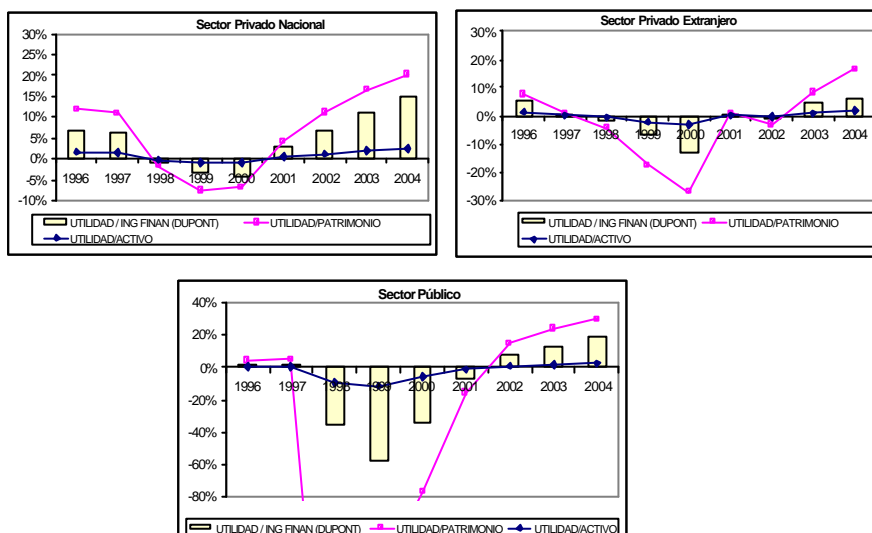 Sector Privado Nacional
30%
25%
20%
15%
10%
5%
0%
-5%
-10%
1996 1997 1998 1999 2000 2001 2002 2003 2004
UTILIDAD / ING FINAN (DUPONT) UTILIDAD/PATRIMONIO
UTILIDAD/ACTIVO
Sector Privado Extranjero
30%
20%
10%
0%
-10%
-20%
-30%
1996 1997 1998 1999 2000 2001 2002 2003 2004
UTILIDAD / ING FINAN (DUPONT) UTILIDAD/PATRIMONIO
UTILIDAD/ACTIVO
Sector Público
40%
20%
0%
-20%
-40%
-60%
-80%
1996 1997 1998 1999 2000 2001 2002 2003 2004
UTILIDAD / ING FINAN (DUPONT) UTILIDAD/PATRIMONIO UTILIDAD/ACTIVO